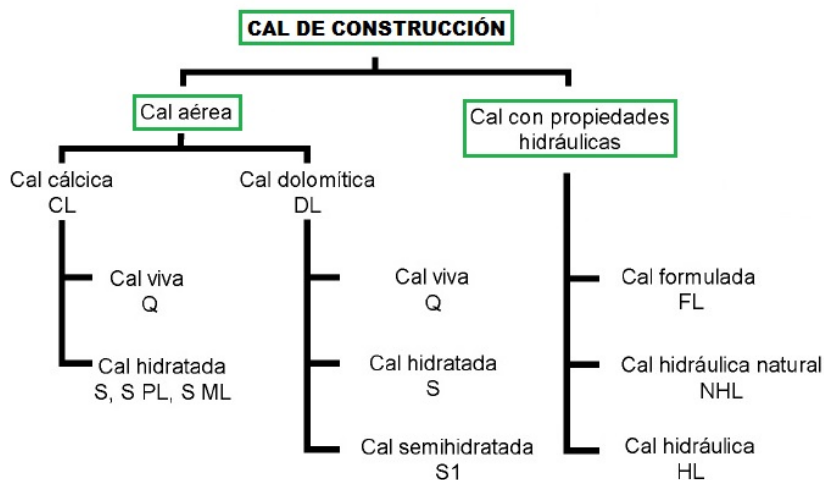 CAL DE CONSTRUCCIÓN
Cal aérea
Cal con propiedades
hidráulicas
Cal cálcica
CL
Cal dolomítica
DL
Cal viva
Q
Cal viva
Q
Cal formulada
FL
Cal hidratada
S, S PL, S ML
Cal hidratada
S
Cal hidráulica natural
NHL
Cal semihidratada
S1
Cal hidráulica
HL